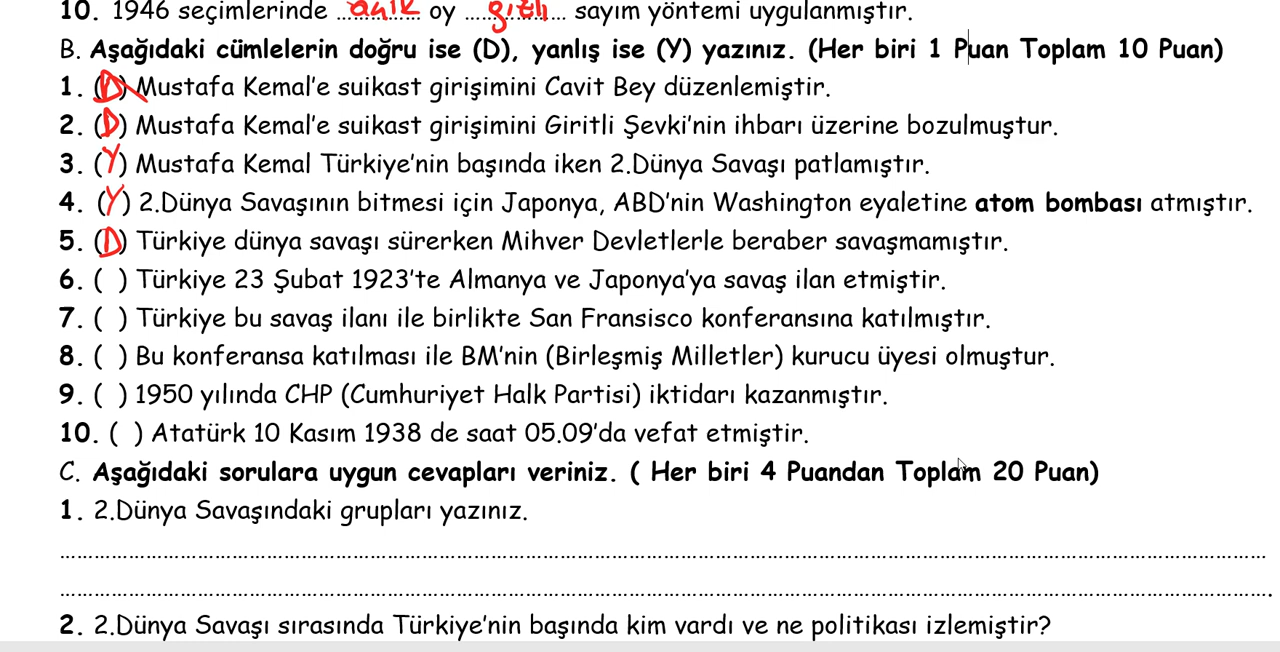 10. 1946 seçimlerinde ....açık.... oy ....gizli.... sayım yöntemi uygulanmıştır.
B. Aşağıdaki cümlelerin doğru ise (D), yanlış ise (Y) yazınız. (Her biri 1 Puan Toplam 10 Puan)
1. (D) Mustafa Kemal'e suikast girişimini Cavit Bey düzenlemiştir.
2. (D) Mustafa Kemal'e suikast girişimini Giritli Şevki'nin ihbarı üzerine bozulmuştur.
3. (Y) Mustafa Kemal Türkiye'nin başında iken 2.Dünya Savaşı patlamıştır.
4. (Y) 2.Dünya Savaşının bitmesi için Japonya, ABD'nin Washington eyaletine atom bombası atmıştır.
5. (D) Türkiye dünya savaşı sürerken Mihver Devletlerle beraber savaşmamıştır.
6. ( ) Türkiye 23 Şubat 1923'te Almanya ve Japonya'ya savaş ilan etmiştir.
7. ( ) Türkiye bu savaş ilanı ile birlikte San Fransisco konferansına katılmıştır.
8. ( ) Bu konferansa katılması ile BM'nin (Birleşmiş Milletler) kurucu üyesi olmuştur.
9. ( ) 1950 yılında CHP (Cumhuriyet Halk Partisi) iktidarı kazanmıştır.
10. ( ) Atatürk 10 Kasım 1938 de saat 05.09'da vefat etmiştir.
C. Aşağıdaki sorulara uygun cevapları veriniz. ( Her biri 4 Puandan Toplam 20 Puan)
1. 2.Dünya Savaşındaki grupları yazınız.
2. 2.Dünya Savaşı sırasında Türkiye'nin başında kim vardı ve ne politikası izlemiştir?